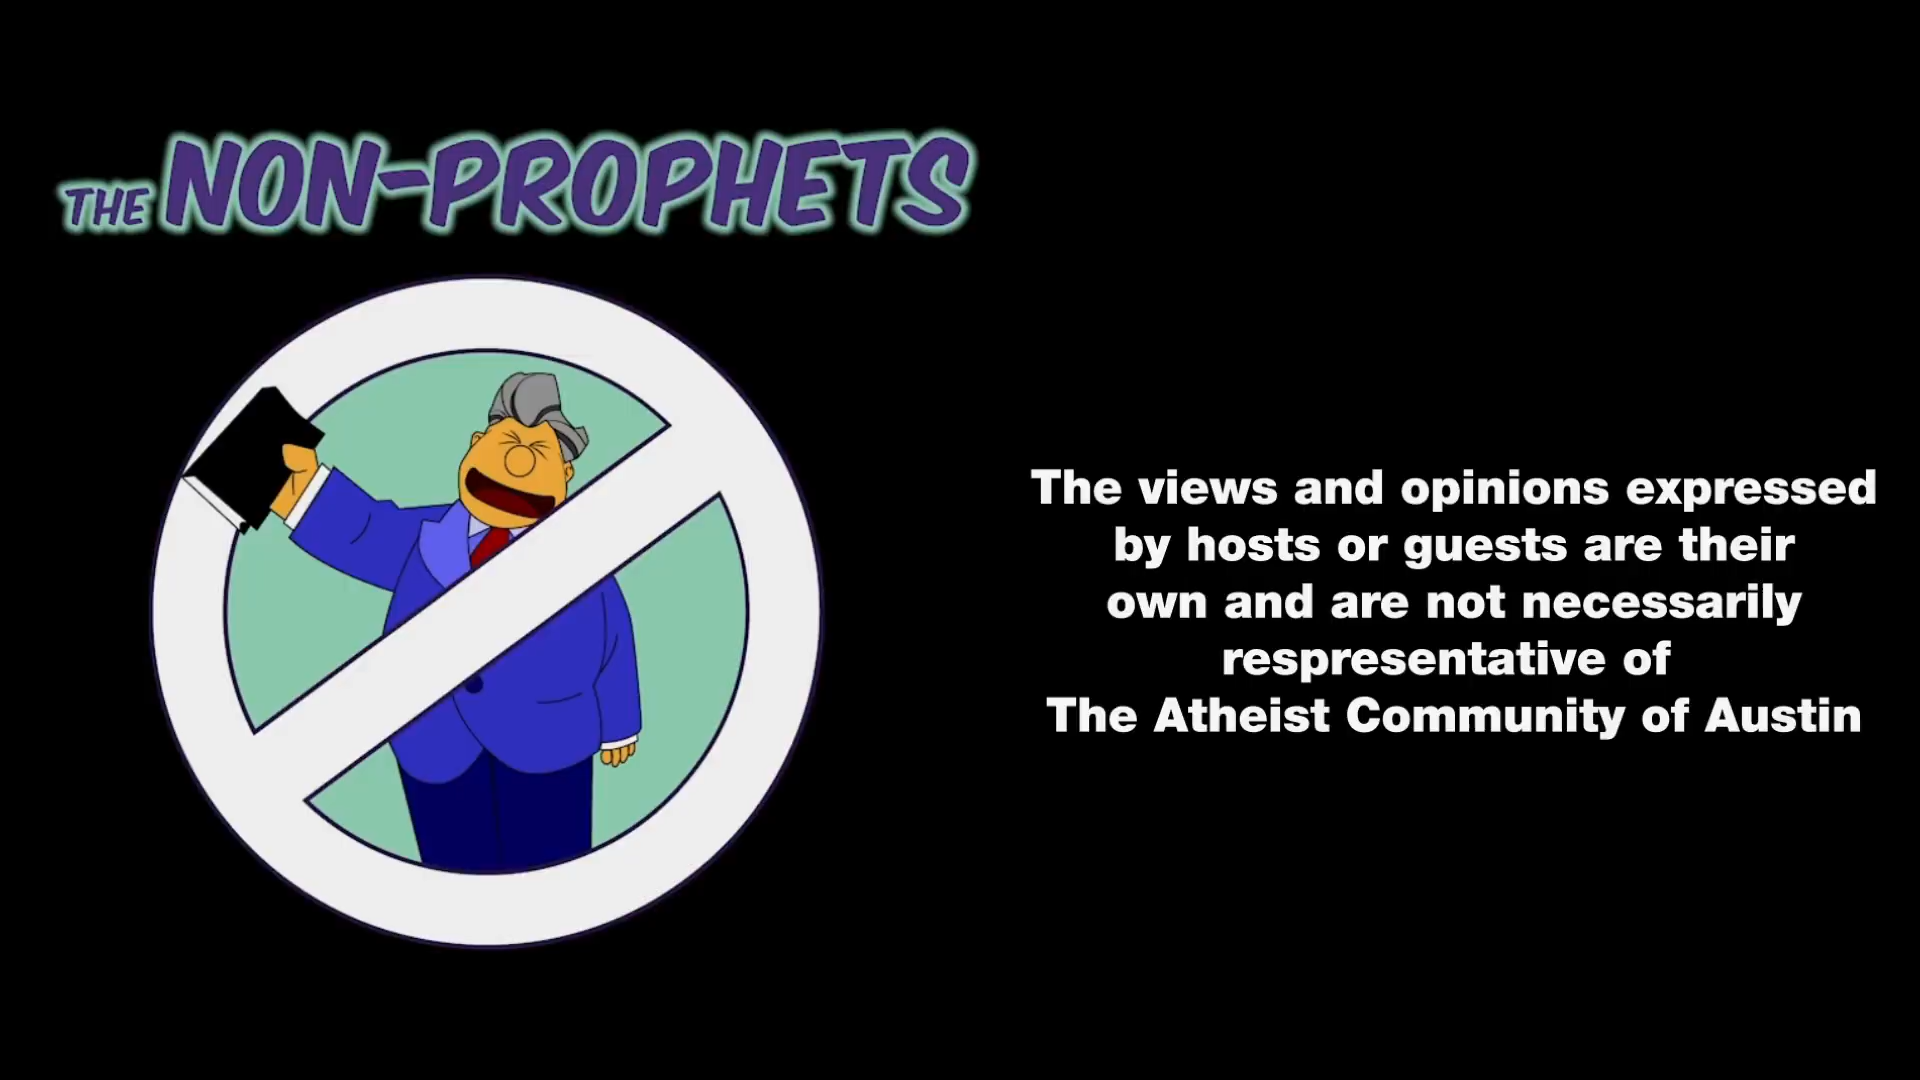 THE NON-PROPHETS
The views and opinions expressed
by hosts or guests are their
own and are not necessarily
respresentative of
The Atheist Community of Austin